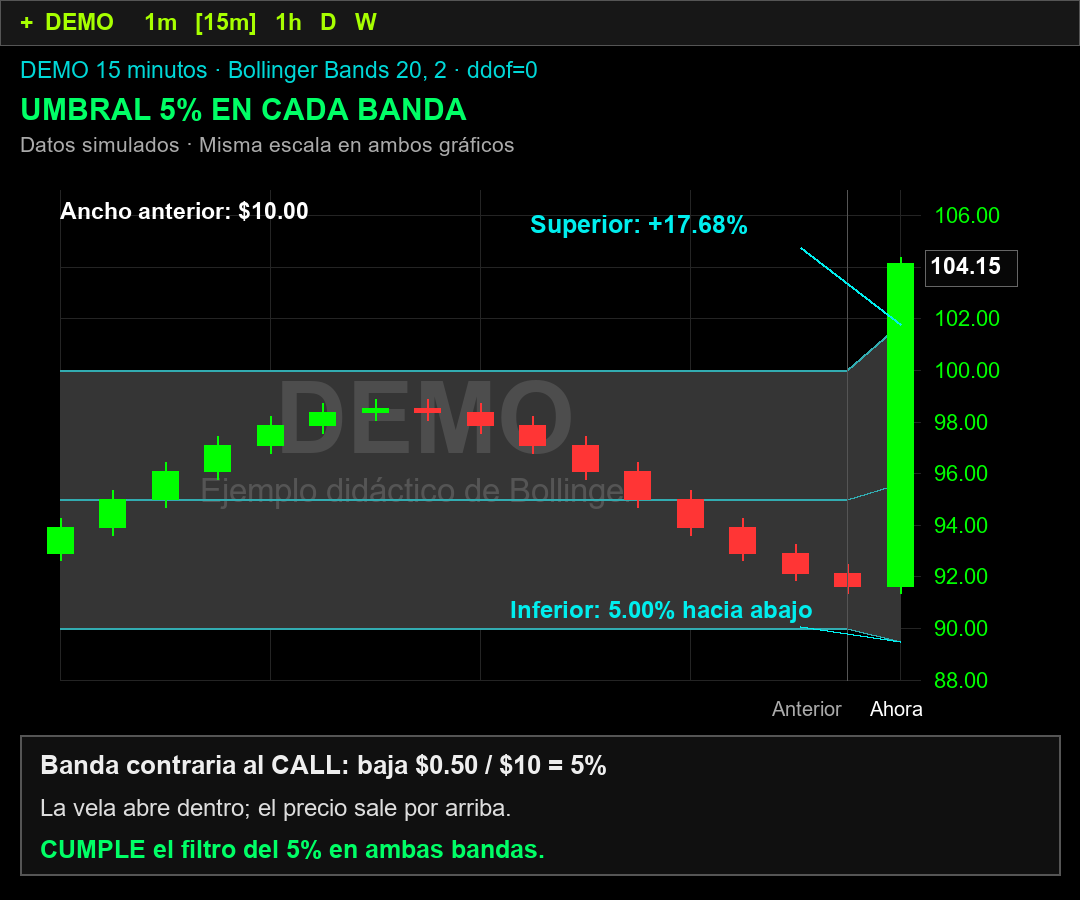 + DEMO 1m [15m] 1h D W
DEMO 15 minutos · Bollinger Bands 20, 2 · ddof=0
UMBRAL 5% EN CADA BANDA
Datos simulados · Misma escala en ambos gráficos
Ancho anterior: $10.00
Superior: +17.68%
106.00
104.15
102.00
100.00
98.00
96.00
94.00
92.00
90.00
88.00
DEMO
Ejemplo didáctico de Bollinge
Inferior: 5.00% hacia abajo
Anterior Ahora
Banda contraria al CALL: baja $0.50 / $10 = 5%
La vela abre dentro; el precio sale por arriba.
CUMPLE el filtro del 5% en ambas bandas.